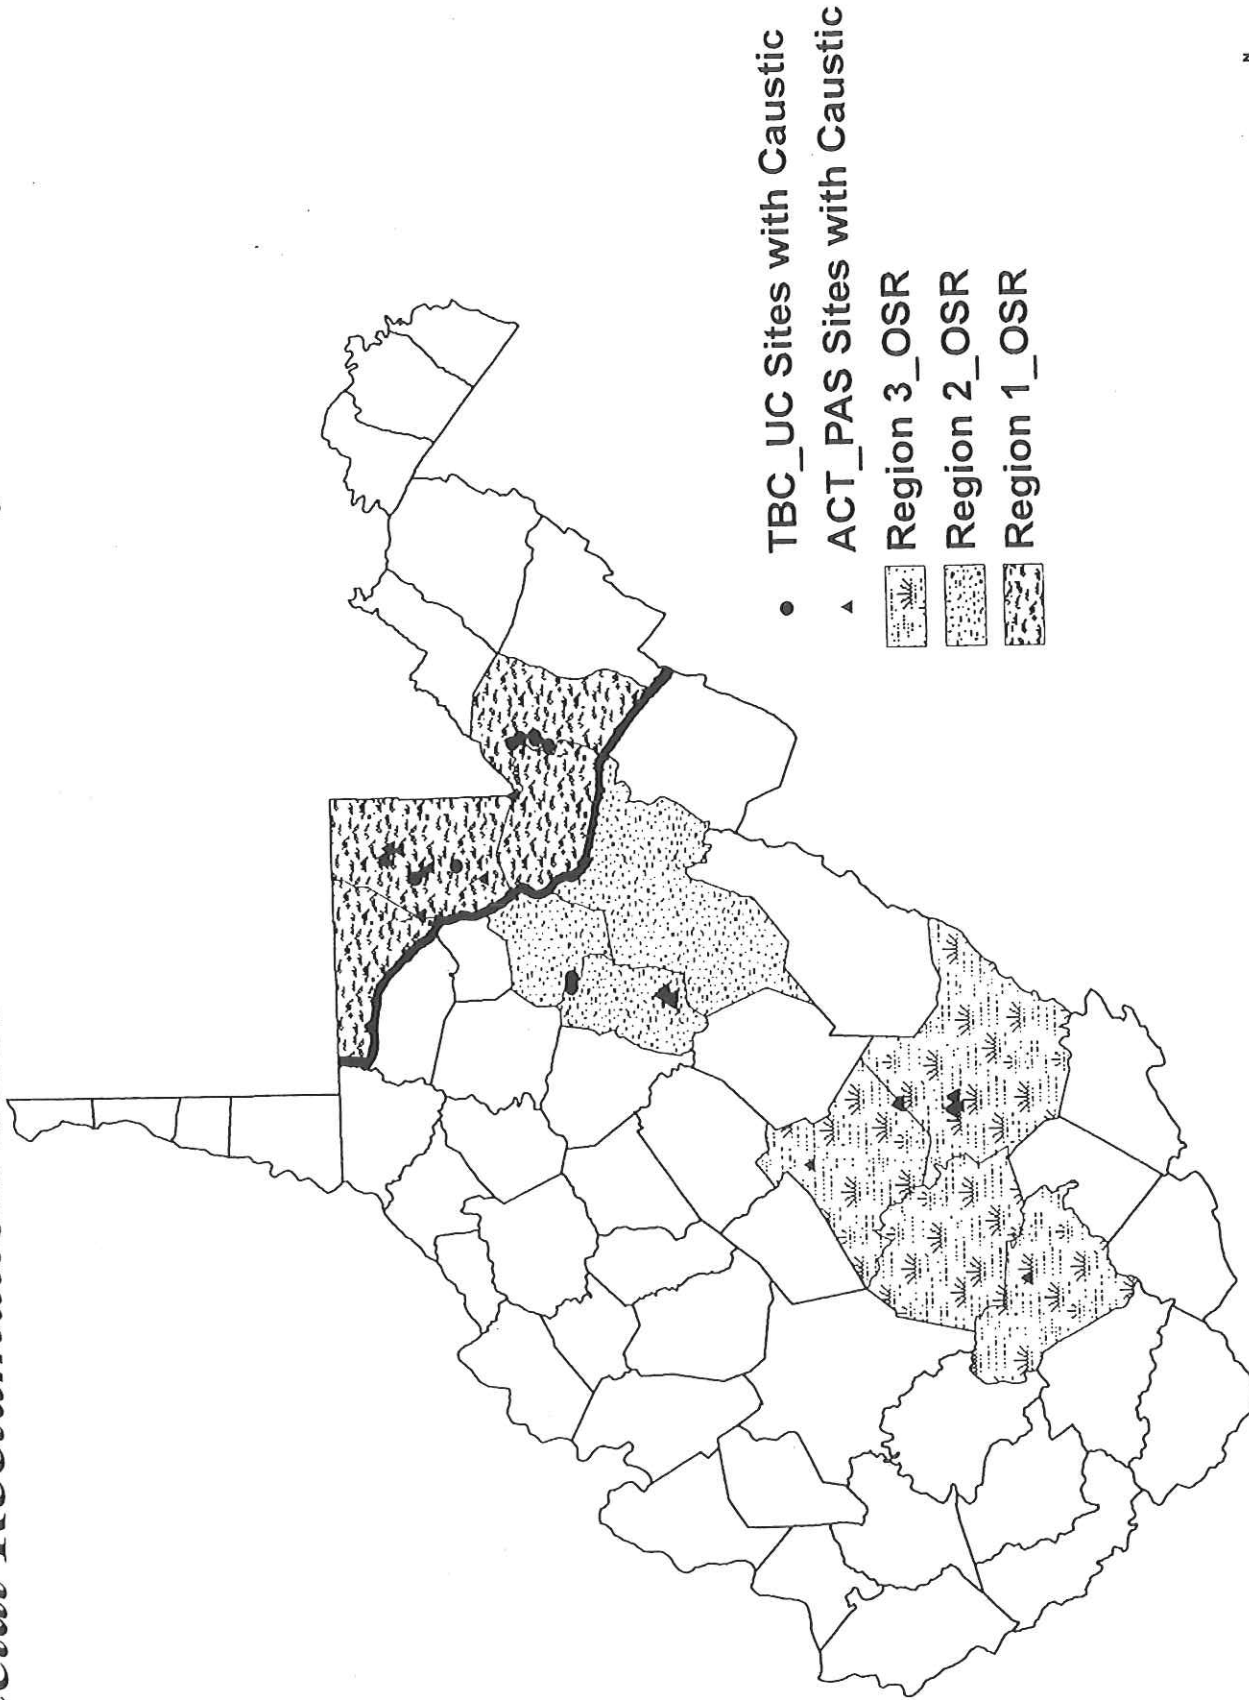 TBC_UC Sites with Caustic
ACT_PAS Sites with Caustic
Region 3_OSR
Region 2_OSR
Region 1_OSR
N